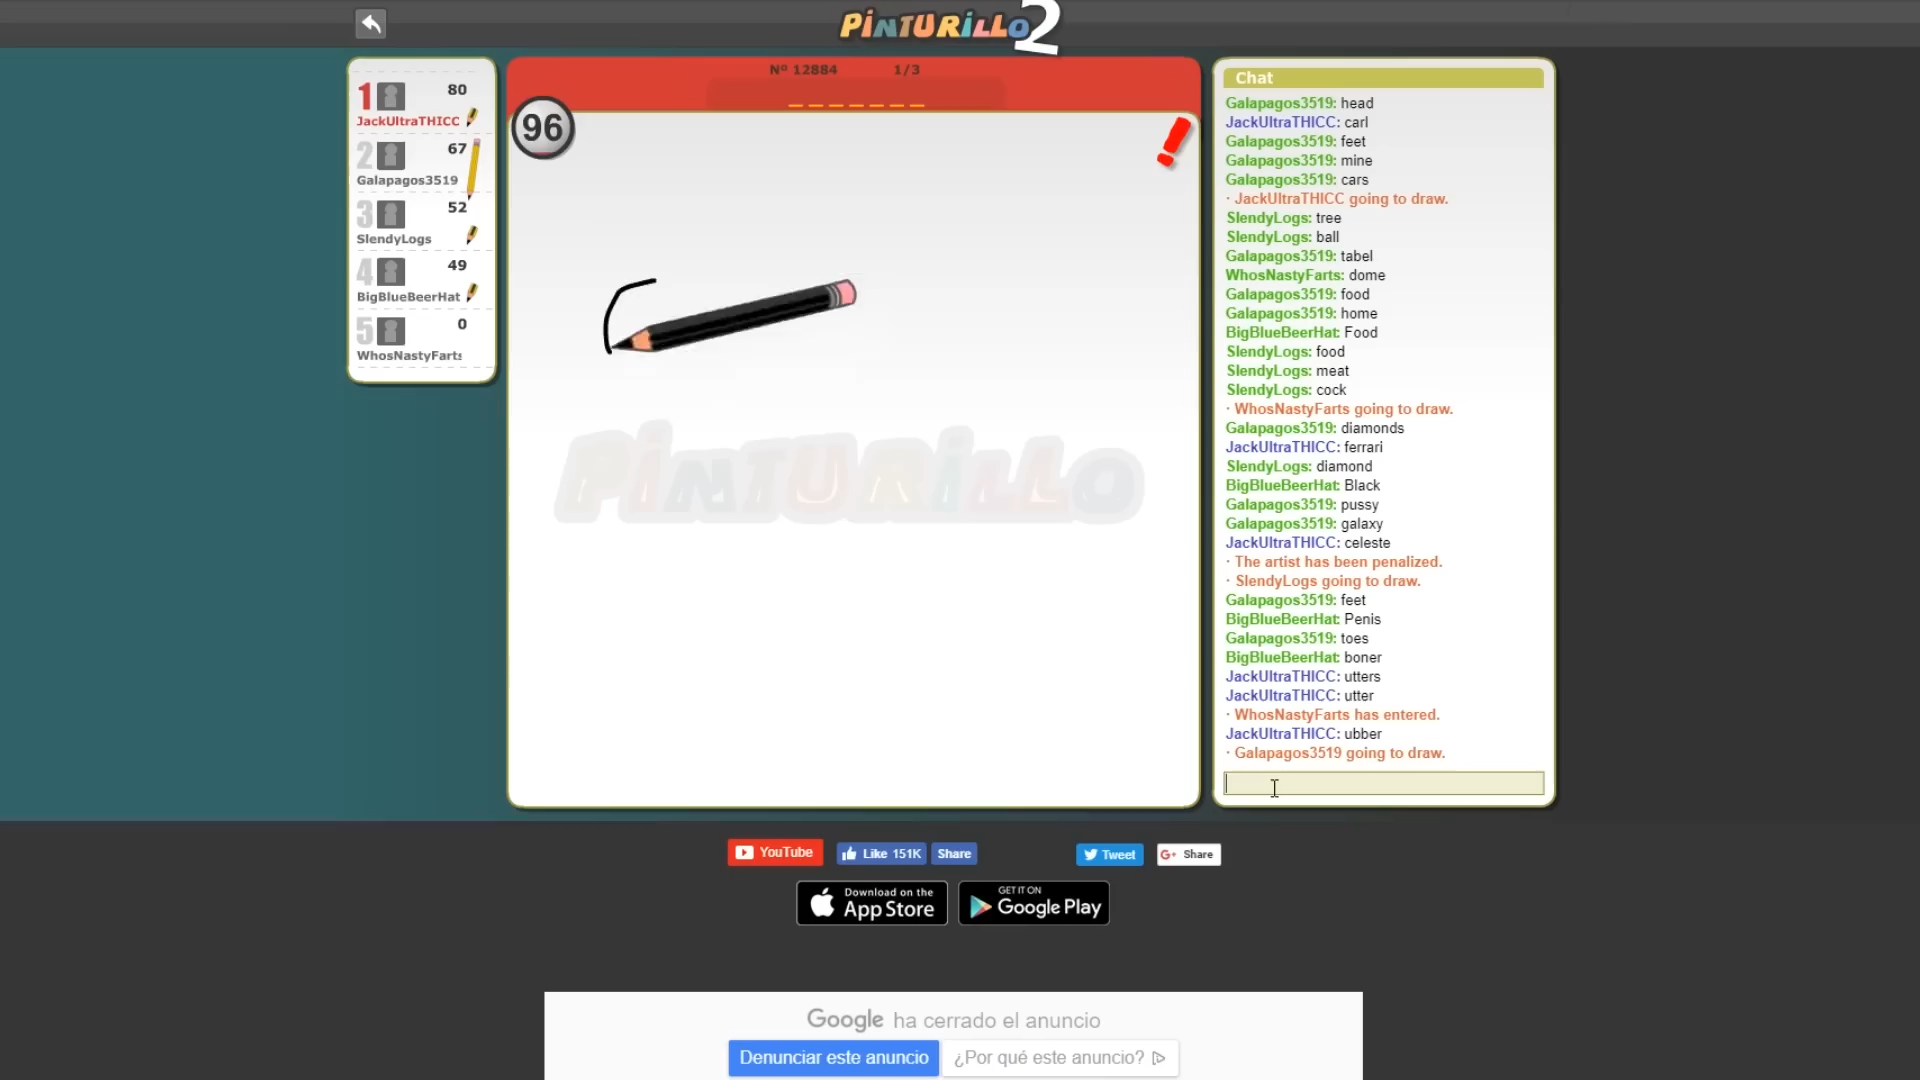 PINTURILLO 2
1 80
JackUltraTHICC
2 67
Galapagos3519
3 52
SlendyLogs
4 49
BigBlueBeerHat
5 0
WhosNastyFarts
Nº 12884 1/3
_ _ _ _ _ _ _
96
PINTURILLO
Chat
Galapagos3519: head
JackUltraTHICC: carl
Galapagos3519: feet
Galapagos3519: mine
Galapagos3519: cars
· JackUltraTHICC going to draw.
SlendyLogs: tree
SlendyLogs: ball
Galapagos3519: tabel
WhosNastyFarts: dome
Galapagos3519: food
Galapagos3519: home
BigBlueBeerHat: Food
SlendyLogs: food
SlendyLogs: meat
SlendyLogs: cock
· WhosNastyFarts going to draw.
Galapagos3519: diamonds
JackUltraTHICC: ferrari
SlendyLogs: diamond
BigBlueBeerHat: Black
Galapagos3519: pussy
Galapagos3519: galaxy
JackUltraTHICC: celeste
· The artist has been penalized.
· SlendyLogs going to draw.
Galapagos3519: feet
BigBlueBeerHat: Penis
Galapagos3519: toes
BigBlueBeerHat: boner
JackUltraTHICC: utters
JackUltraTHICC: utter
· WhosNastyFarts has entered.
JackUltraTHICC: ubber
· Galapagos3519 going to draw.
YouTube Like 151K Share Tweet G+ Share
Download on the App Store
GET IT ON Google Play
Google ha cerrado el anuncio
Denunciar este anuncio ¿Por qué este anuncio?